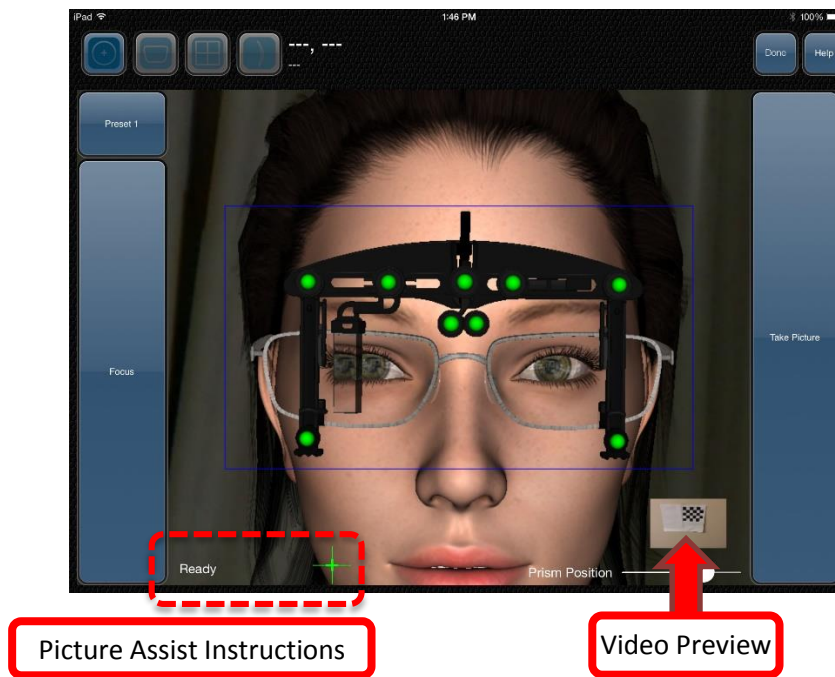 iPad 1:46 PM 100%
---, ---
---
Done
Help
Preset 1
Focus
Take Picture
Ready
Prism Position
Picture Assist Instructions
Video Preview